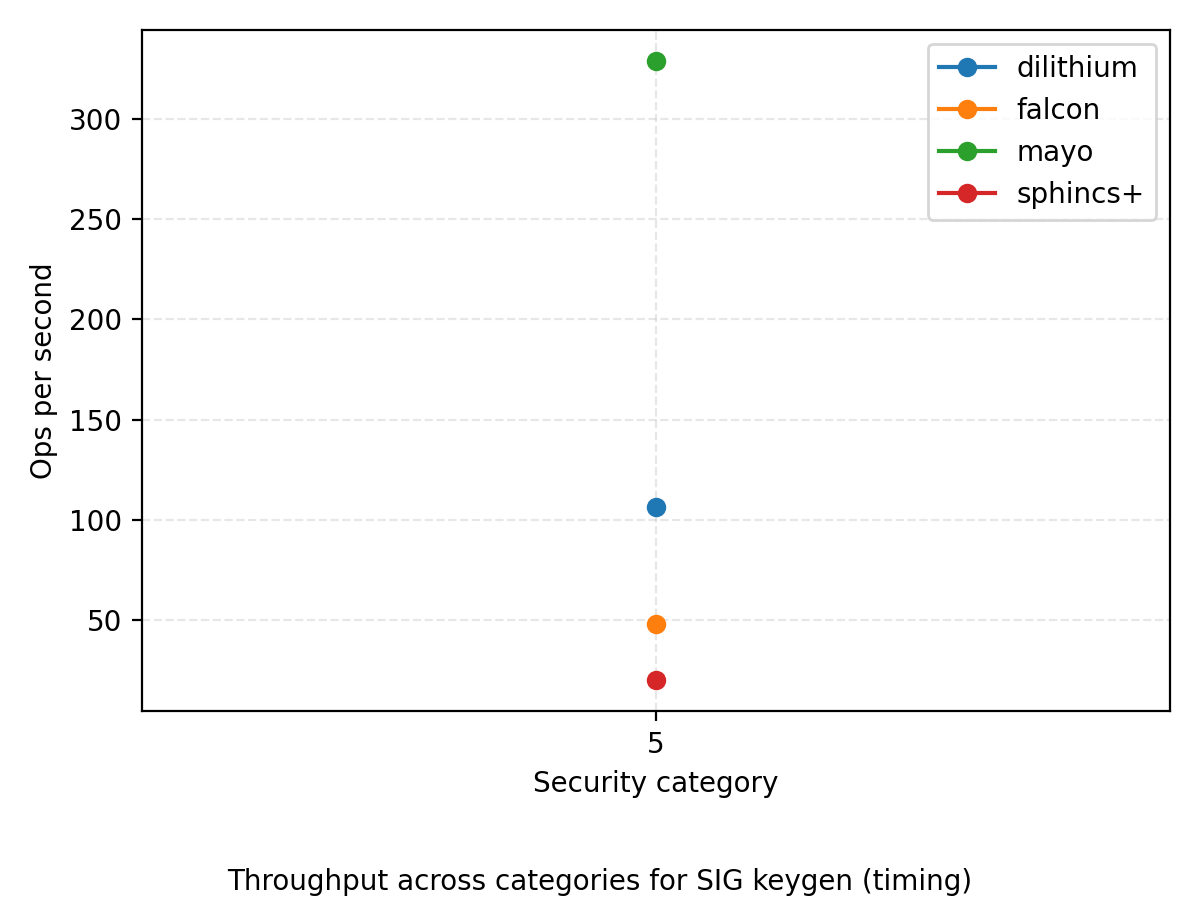 dilithium
falcon
mayo
sphincs+
300
250
200
150
100
50
Ops per second
5
Security category
Throughput across categories for SIG keygen (timing)